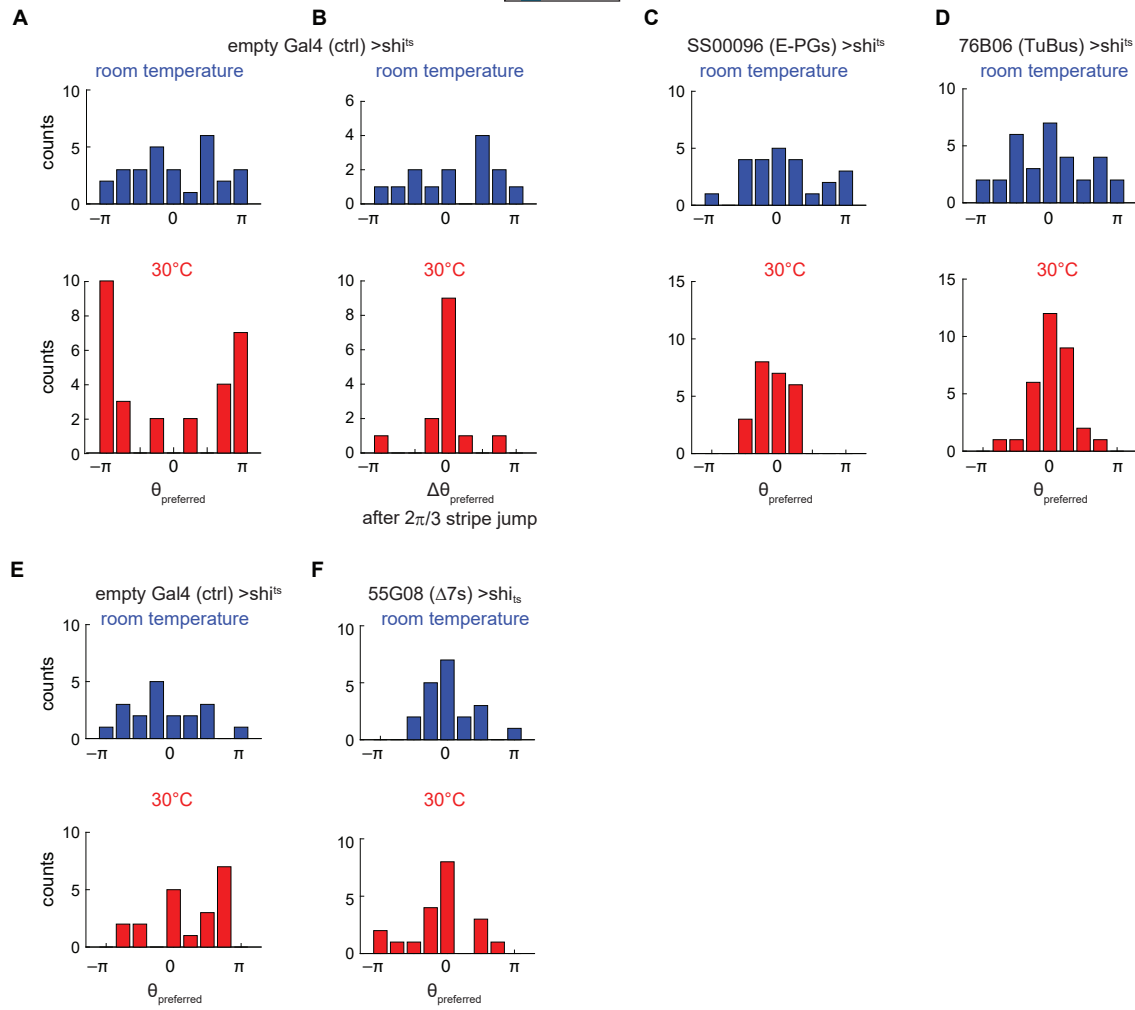 A
B
C
D
empty Gal4 (ctrl) >shiᵗˢ
SS00096 (E-PGs) >shiᵗˢ
76B06 (TuBus) >shiᵗˢ
room temperature
room temperature
room temperature
room temperature
counts
10
5
0
−π
0
π
6
4
2
0
−π
0
π
10
5
0
−π
0
π
10
5
0
−π
0
π
30°C
30°C
30°C
30°C
counts
10
8
6
4
2
0
−π
0
π
θpreferred
10
8
6
4
2
0
−π
0
π
Δθpreferred
after 2π/3 stripe jump
15
10
5
0
−π
0
π
θpreferred
15
10
5
0
−π
0
π
θpreferred
E
F
empty Gal4 (ctrl) >shiᵗˢ
55G08 (Δ7s) >shiₜₛ
room temperature
room temperature
counts
10
5
0
−π
0
π
10
5
0
−π
0
π
30°C
30°C
counts
10
5
0
−π
0
π
θpreferred
10
5
0
−π
0
π
θpreferred